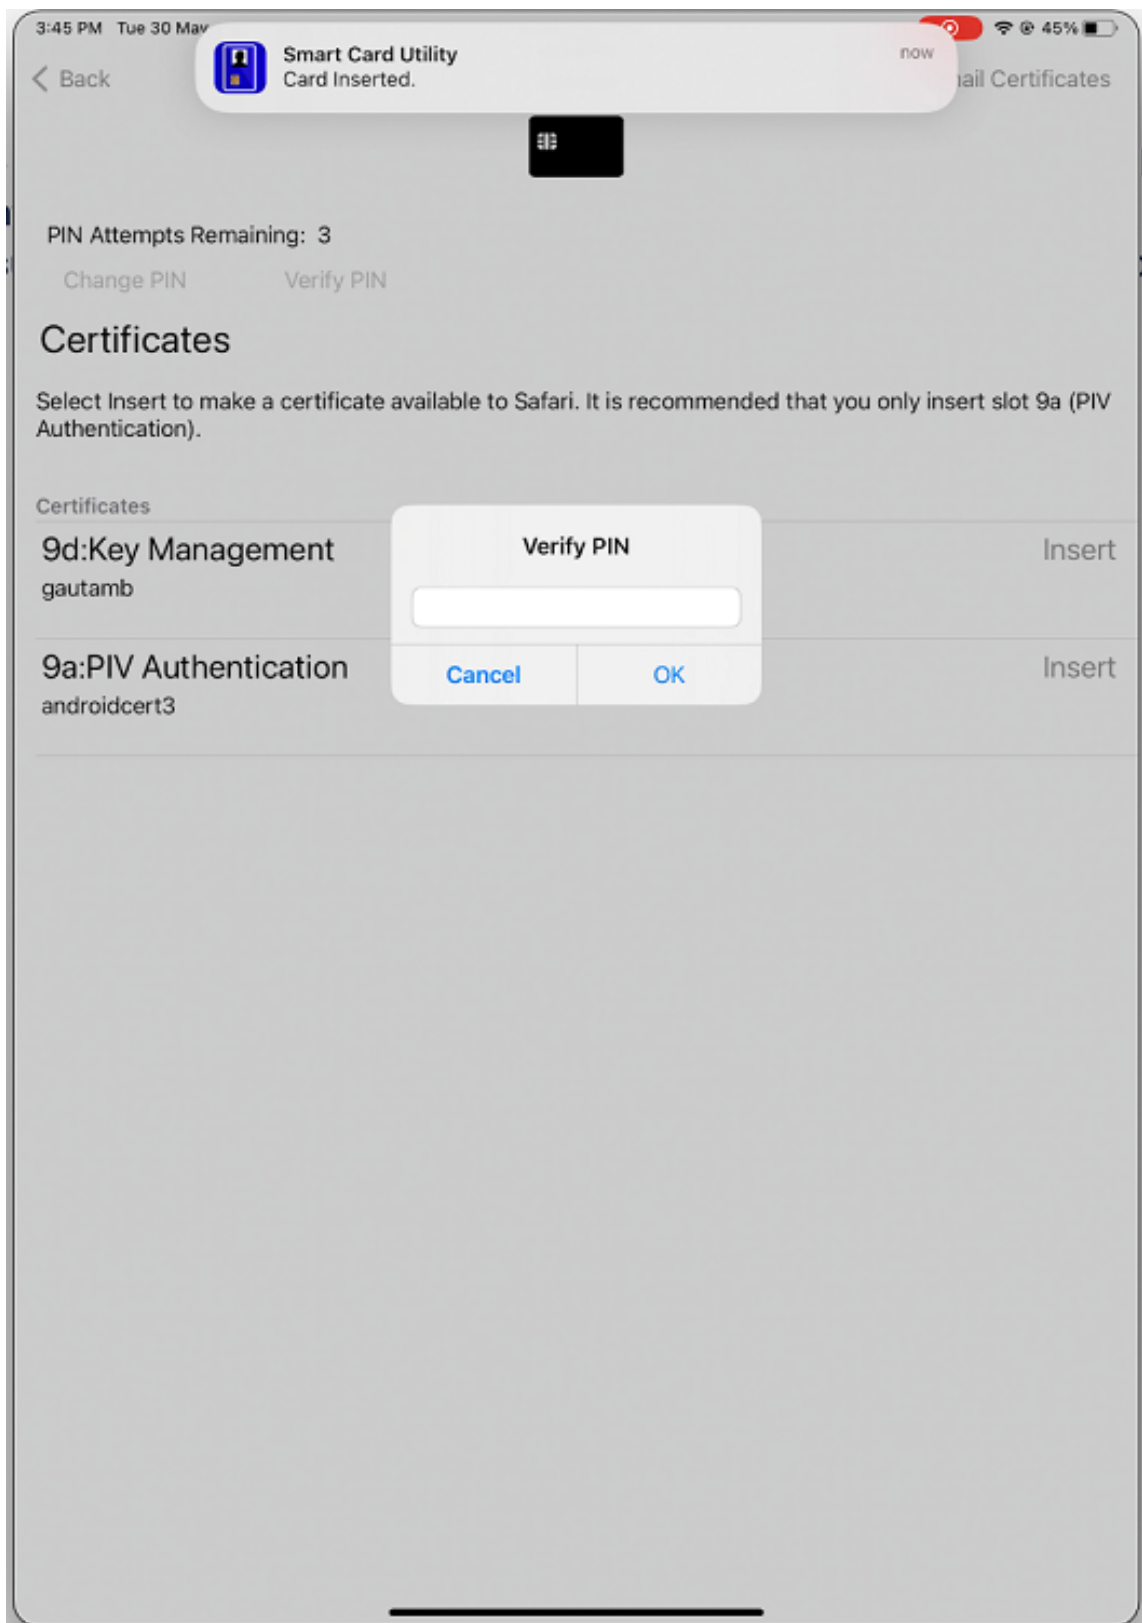 3:45 PM Tue 30 May
45%
Smart Card Utility
now
Card Inserted.
Back
ail Certificates
PIN Attempts Remaining: 3
Change PIN Verify PIN
Certificates
Select Insert to make a certificate available to Safari. It is recommended that you only insert slot 9a (PIV
Authentication).
Certificates
9d:Key Management
Insert
gautamb
Verify PIN
9a:PIV Authentication
Insert
androidcert3
Cancel OK